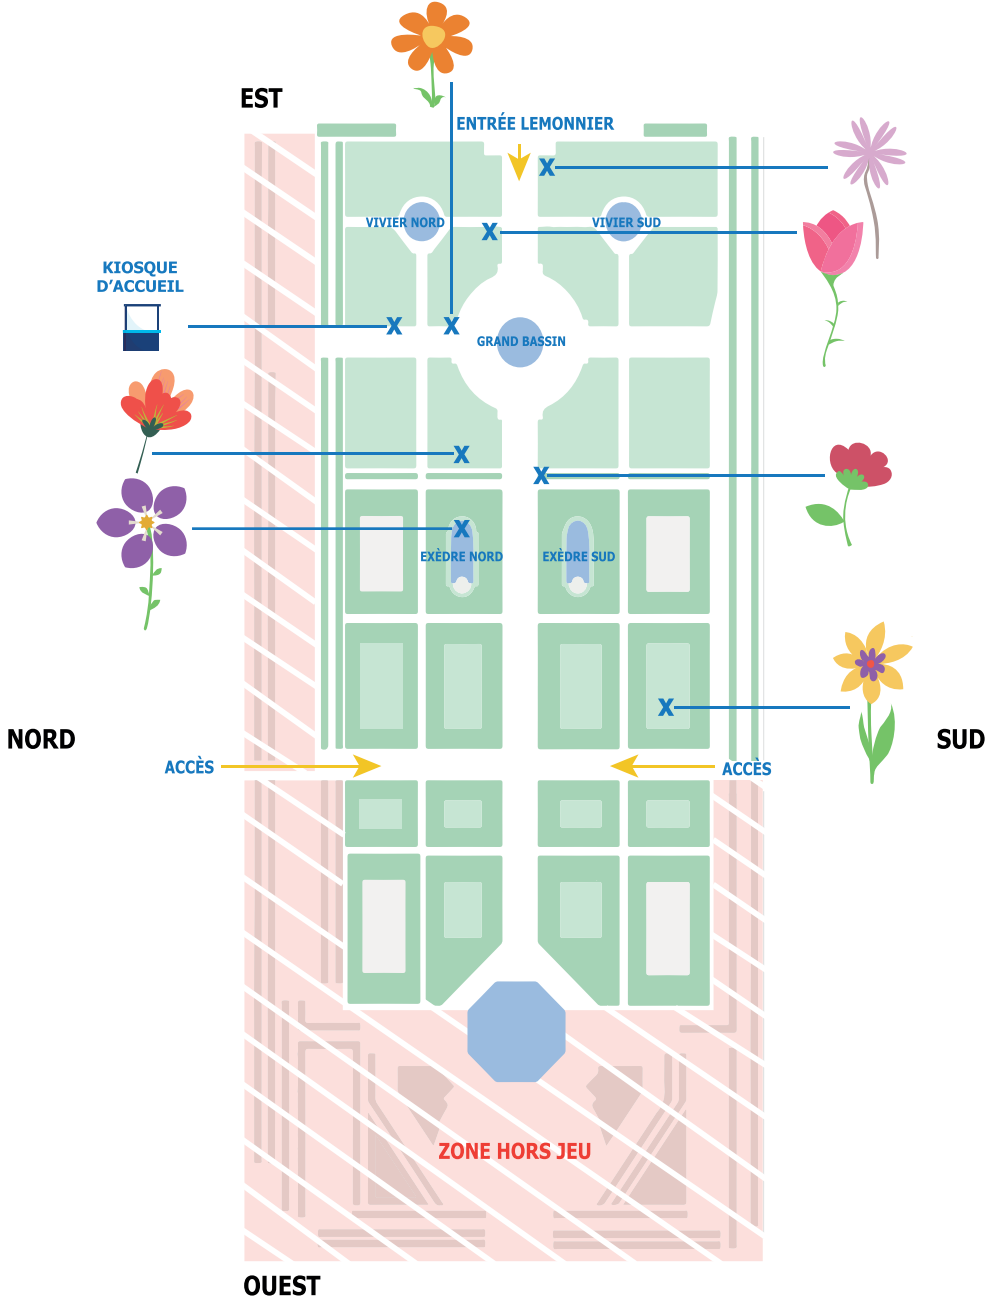 EST
ENTRÉE LEMONNIER
X
VIVIER NORD
VIVIER SUD
X
KIOSQUE
D'ACCUEIL
X
X
GRAND BASSIN
X
X
X
EXÈDRE NORD
EXÈDRE SUD
X
NORD
SUD
ACCÈS
ACCÈS
ZONE HORS JEU
OUEST